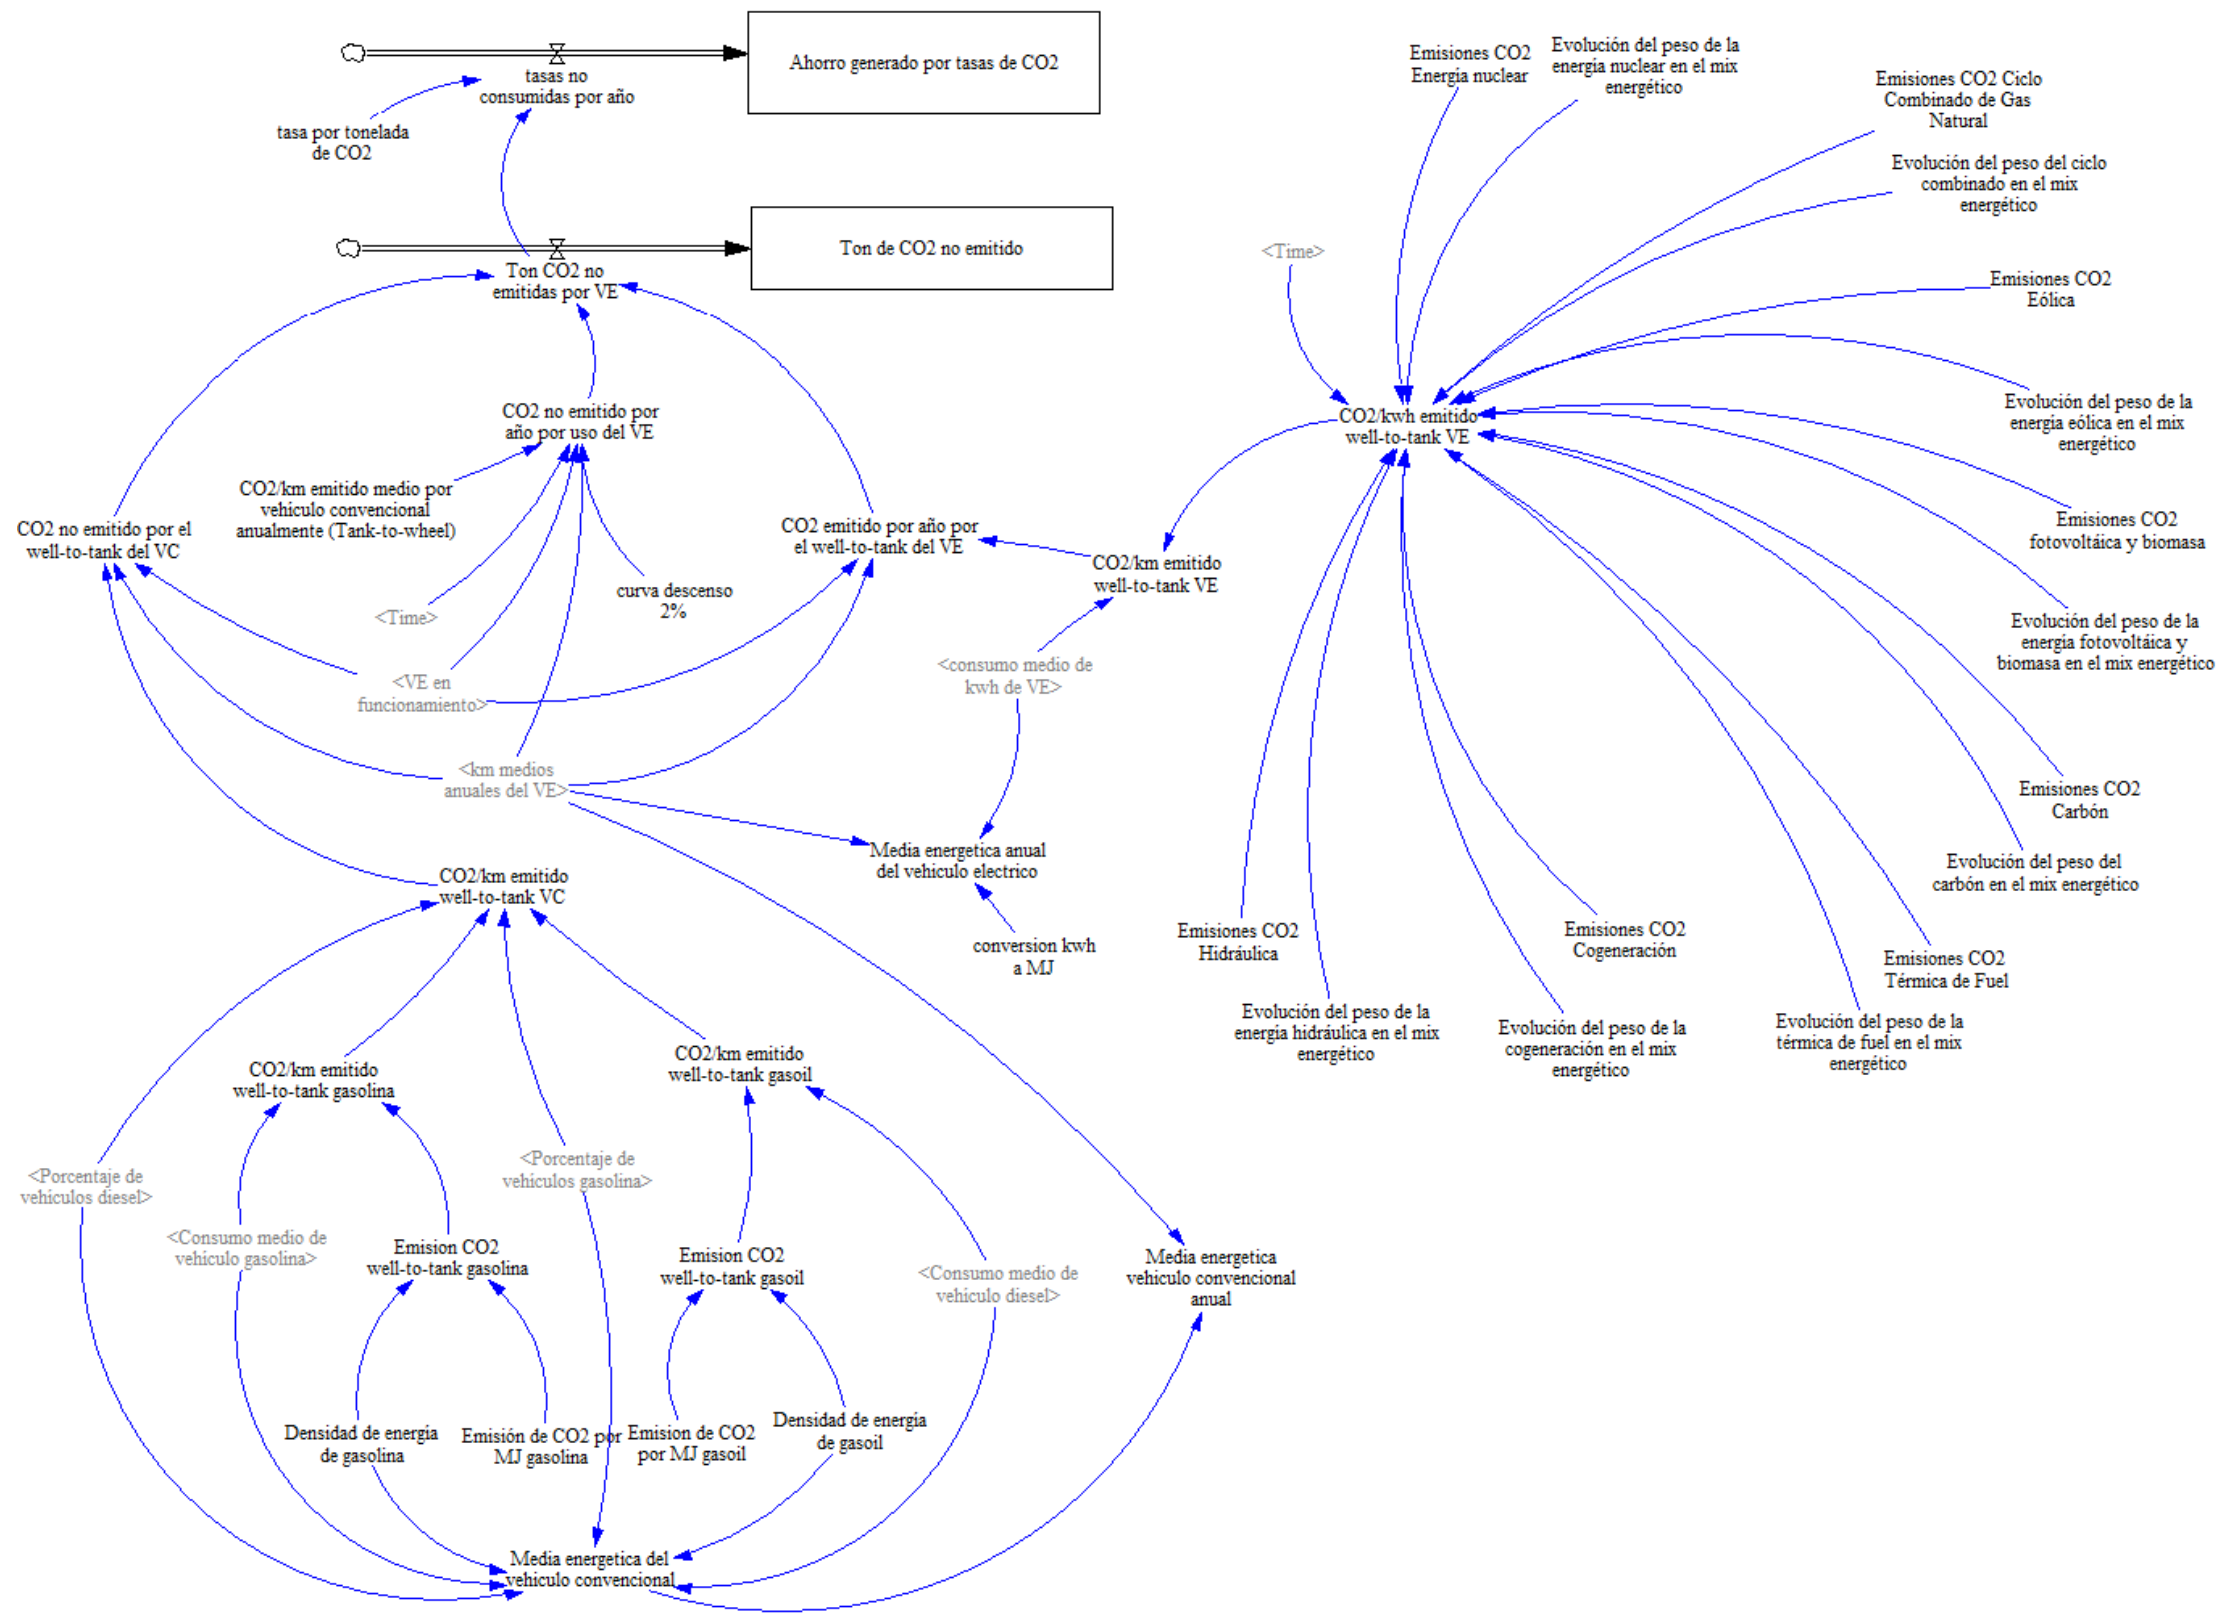 Ahorro generado por tasas de CO2
tasas no
consumidas por año
tasa por tonelada
de CO2
Ton de CO2 no emitido
Ton CO2 no
emitidas por VE
CO2 no emitido por
año por uso del VE
CO2/km emitido medio por
vehículo convencional
anualmente (Tank-to-wheel)
CO2 no emitido por el
well-to-tank del VC
CO2 emitido por año por
el well-to-tank del VE
CO2/km emitido
well-to-tank VE
curva descenso
2%
<Time>
<VE en
funcionamiento>
<consumo medio de
kwh de VE>
<km medios
anuales del VE>
Media energetica anual
del vehiculo electrico
conversion kwh
a MJ
CO2/km emitido
well-to-tank VC
CO2/km emitido
well-to-tank gasolina
CO2/km emitido
well-to-tank gasoil
<Porcentaje de
vehículos diesel>
<Porcentaje de
vehículos gasolina>
<Consumo medio de
vehículo gasolina>
Emision CO2
well-to-tank gasolina
Emision CO2
well-to-tank gasoil
<Consumo medio de
vehículo diesel>
Media energetica
vehiculo convencional
anual
Densidad de energía
de gasolina
Emisión de CO2 por
MJ gasolina
Emision de CO2
por MJ gasoil
Densidad de energía
de gasoil
Media energetica del
vehiculo convencional
Emisiones CO2
Energía nuclear
Evolución del peso de la
energía nuclear en el mix
energético
Emisiones CO2 Ciclo
Combinado de Gas
Natural
Evolución del peso del ciclo
combinado en el mix
energético
<Time>
Emisiones CO2
Eólica
CO2/kwh emitido
well-to-tank VE
Evolución del peso de la
energía eólica en el mix
energético
Emisiones CO2
fotovoltáica y biomasa
Evolución del peso de la
energía fotovoltáica y
biomasa en el mix energético
Emisiones CO2
Carbón
Evolución del peso del
carbón en el mix energético
Emisiones CO2
Hidráulica
Emisiones CO2
Cogeneración
Emisiones CO2
Térmica de Fuel
Evolución del peso de la
energía hidráulica en el mix
energético
Evolución del peso de la
cogeneración en el mix
energético
Evolución del peso de la
térmica de fuel en el mix
energético